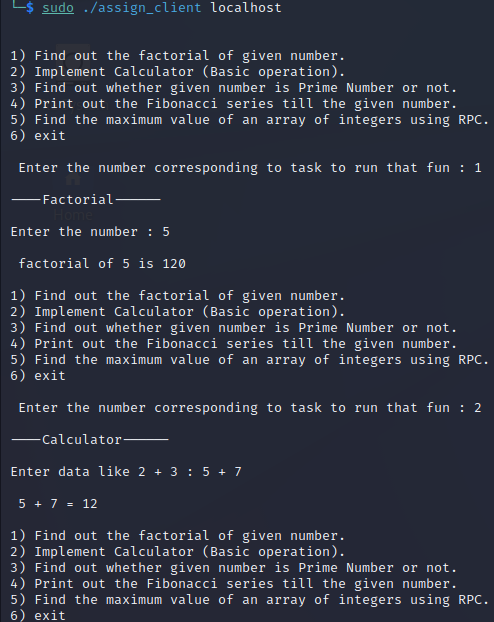 └─$ sudo ./assign_client localhost
1) Find out the factorial of given number.
2) Implement Calculator (Basic operation).
3) Find out whether given number is Prime Number or not.
4) Print out the Fibonacci series till the given number.
5) Find the maximum value of an array of integers using RPC.
6) exit
Enter the number corresponding to task to run that fun : 1
----Factorial------
Enter the number : 5
factorial of 5 is 120
1) Find out the factorial of given number.
2) Implement Calculator (Basic operation).
3) Find out whether given number is Prime Number or not.
4) Print out the Fibonacci series till the given number.
5) Find the maximum value of an array of integers using RPC.
6) exit
Enter the number corresponding to task to run that fun : 2
----Calculator------
Enter data like 2 + 3 : 5 + 7
5 + 7 = 12
1) Find out the factorial of given number.
2) Implement Calculator (Basic operation).
3) Find out whether given number is Prime Number or not.
4) Print out the Fibonacci series till the given number.
5) Find the maximum value of an array of integers using RPC.
6) exit